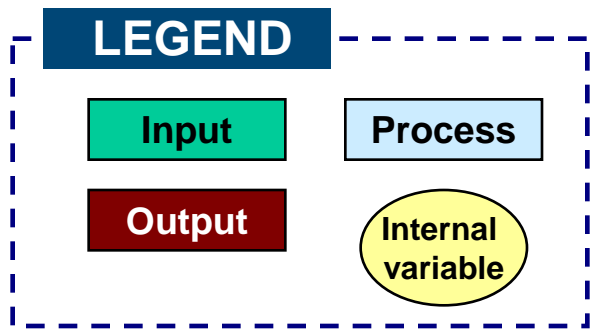 LEGEND
Input
Process
Output
Internal
variable